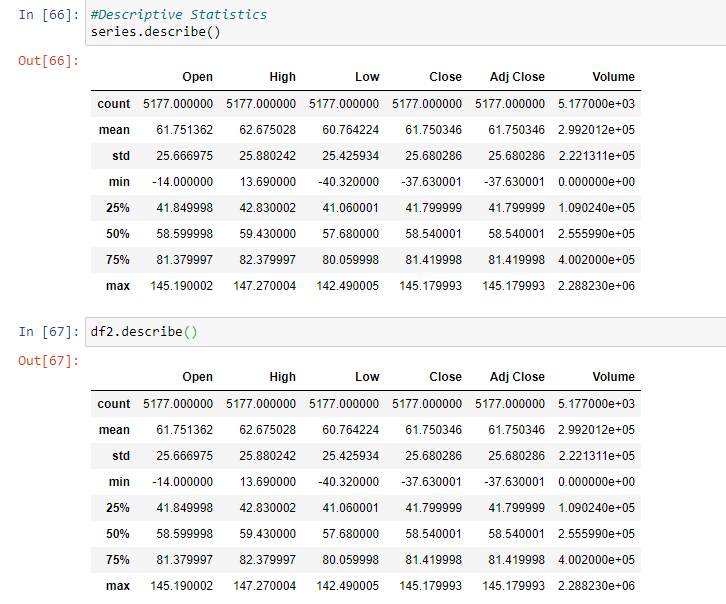 In [66]: #Descriptive Statistics
series.describe()
Out[66]:
Open High Low Close Adj Close Volume
count 5177.000000 5177.000000 5177.000000 5177.000000 5177.000000 5.177000e+03
mean 61.751362 62.675028 60.764224 61.750346 61.750346 2.992012e+05
std 25.666975 25.880242 25.425934 25.680286 25.680286 2.221311e+05
min -14.000000 13.690000 -40.320000 -37.630001 -37.630001 0.000000e+00
25% 41.849998 42.830002 41.060001 41.799999 41.799999 1.090240e+05
50% 58.599998 59.430000 57.680000 58.540001 58.540001 2.555990e+05
75% 81.379997 82.379997 80.059998 81.419998 81.419998 4.002000e+05
max 145.190002 147.270004 142.490005 145.179993 145.179993 2.288230e+06
In [67]: df2.describe()
Out[67]:
Open High Low Close Adj Close Volume
count 5177.000000 5177.000000 5177.000000 5177.000000 5177.000000 5.177000e+03
mean 61.751362 62.675028 60.764224 61.750346 61.750346 2.992012e+05
std 25.666975 25.880242 25.425934 25.680286 25.680286 2.221311e+05
min -14.000000 13.690000 -40.320000 -37.630001 -37.630001 0.000000e+00
25% 41.849998 42.830002 41.060001 41.799999 41.799999 1.090240e+05
50% 58.599998 59.430000 57.680000 58.540001 58.540001 2.555990e+05
75% 81.379997 82.379997 80.059998 81.419998 81.419998 4.002000e+05
max 145.190002 147.270004 142.490005 145.179993 145.179993 2.288230e+06